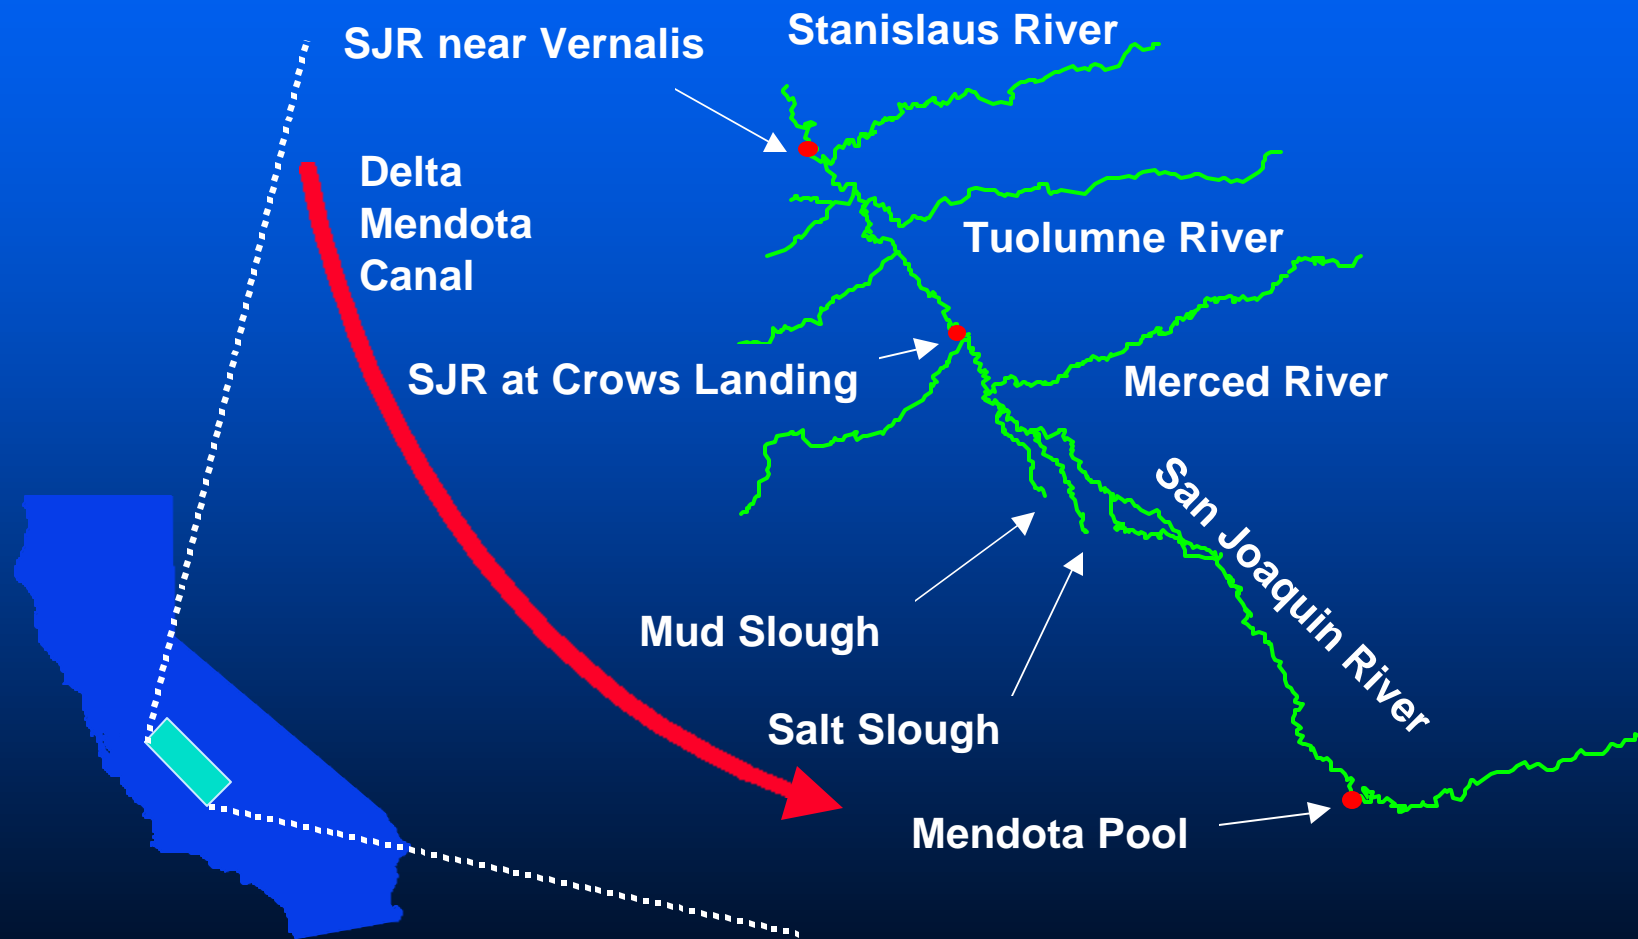 Stanislaus River
SJR near Vernalis
Delta
Mendota
Canal
Tuolumne River
SJR at Crows Landing
Merced River
San Joaquin River
Mud Slough
Salt Slough
Mendota Pool